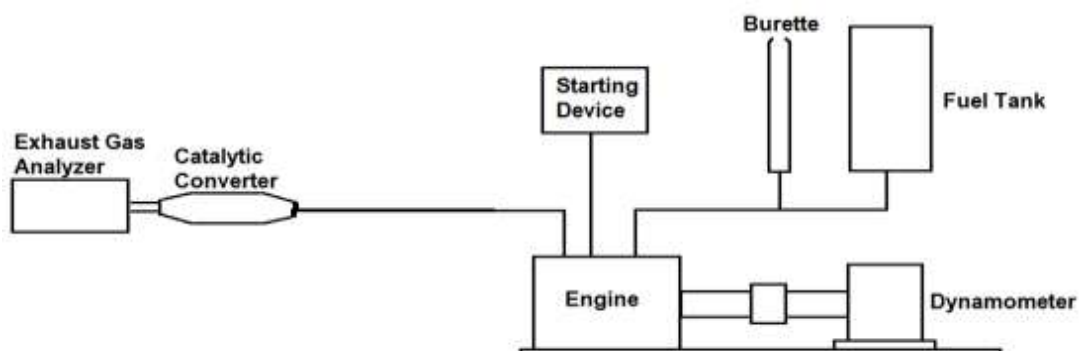 Burette
Starting
Device
Fuel Tank
Exhaust Gas
Analyzer
Catalytic
Converter
Engine
Dynamometer